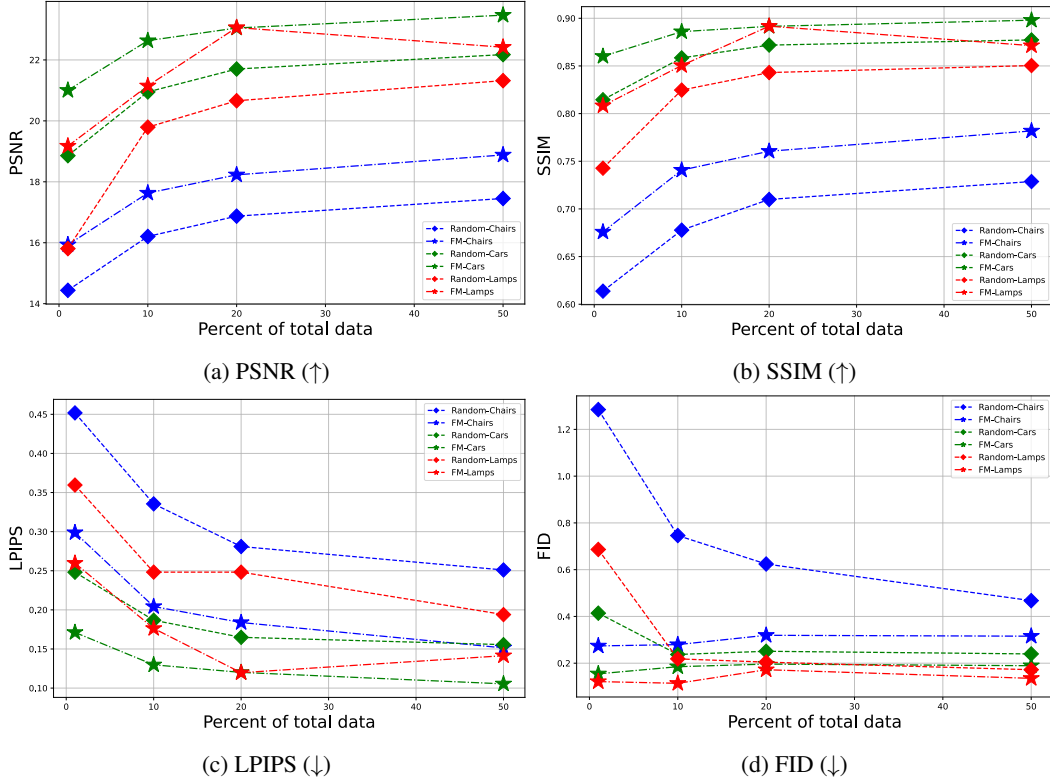 PSNR
22
20
18
16
14
0
10
20
30
40
50
Percent of total data
Random-Chairs
FM-Chairs
Random-Cars
FM-Cars
Random-Lamps
FM-Lamps
(a) PSNR (↑)
SSIM
0.90
0.85
0.80
0.75
0.70
0.65
0.60
0
10
20
30
40
50
Percent of total data
Random-Chairs
FM-Chairs
Random-Cars
FM-Cars
Random-Lamps
FM-Lamps
(b) SSIM (↑)
LPIPS
0.45
0.40
0.35
0.30
0.25
0.20
0.15
0.10
0
10
20
30
40
50
Percent of total data
Random-Chairs
FM-Chairs
Random-Cars
FM-Cars
Random-Lamps
FM-Lamps
(c) LPIPS (↓)
FID
1.2
1.0
0.8
0.6
0.4
0.2
0
10
20
30
40
50
Percent of total data
Random-Chairs
FM-Chairs
Random-Cars
FM-Cars
Random-Lamps
FM-Lamps
(d) FID (↓)